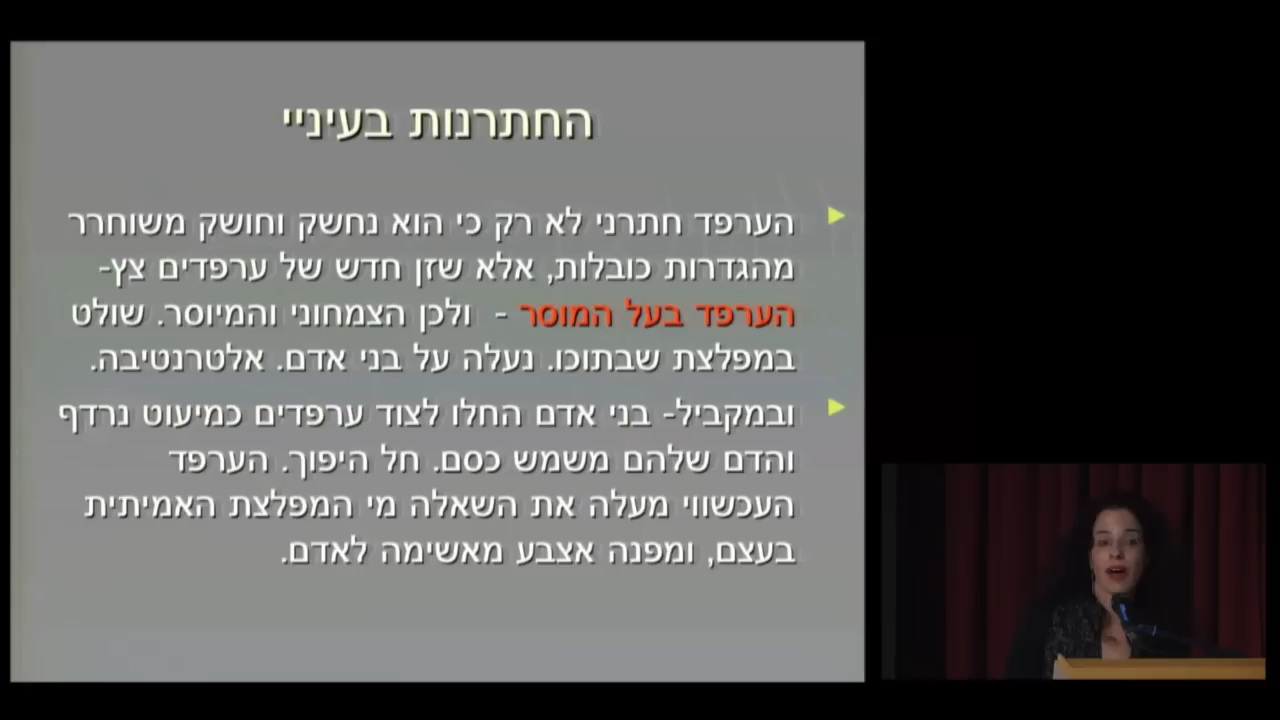 החתרנות בעיניי
הערפד חתרני לא רק כי הוא נחשק וחושק משוחרר
מהגדרות כובלות, אלא שזן חדש של ערפדים צץ-
הערפד בעל המוסר - ולכן הצמחוני והמיוסר. שולט
במפלצת שבתוכו. נעלה על בני אדם. אלטרנטיבה.
ובמקביל- בני אדם החלו לצוד ערפדים כמיעוט נרדף
והדם שלהם משמש כסם. חל היפוך. הערפד
העכשווי מעלה את השאלה מי המפלצת האמיתית
בעצם, ומפנה אצבע מאשימה לאדם.